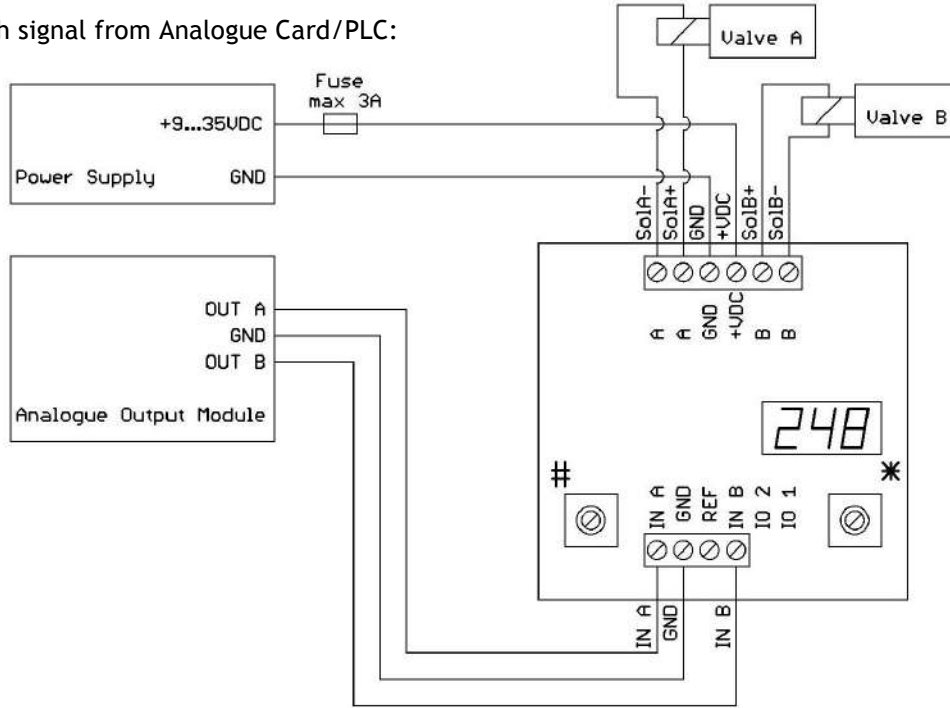 h signal from Analogue Card/PLC:
Valve A
Fuse
max 3A
Valve B
+9...35VDC
Power Supply
GND
SolA-
SolA+
GND
+VDC
SolB+
SolB-
A
A
GND
+VDC
B
B
OUT A
GND
OUT B
Analogue Output Module
248
#
*
IN A
GND
REF
IN B
IO 2
IO 1
IN A
GND
IN B